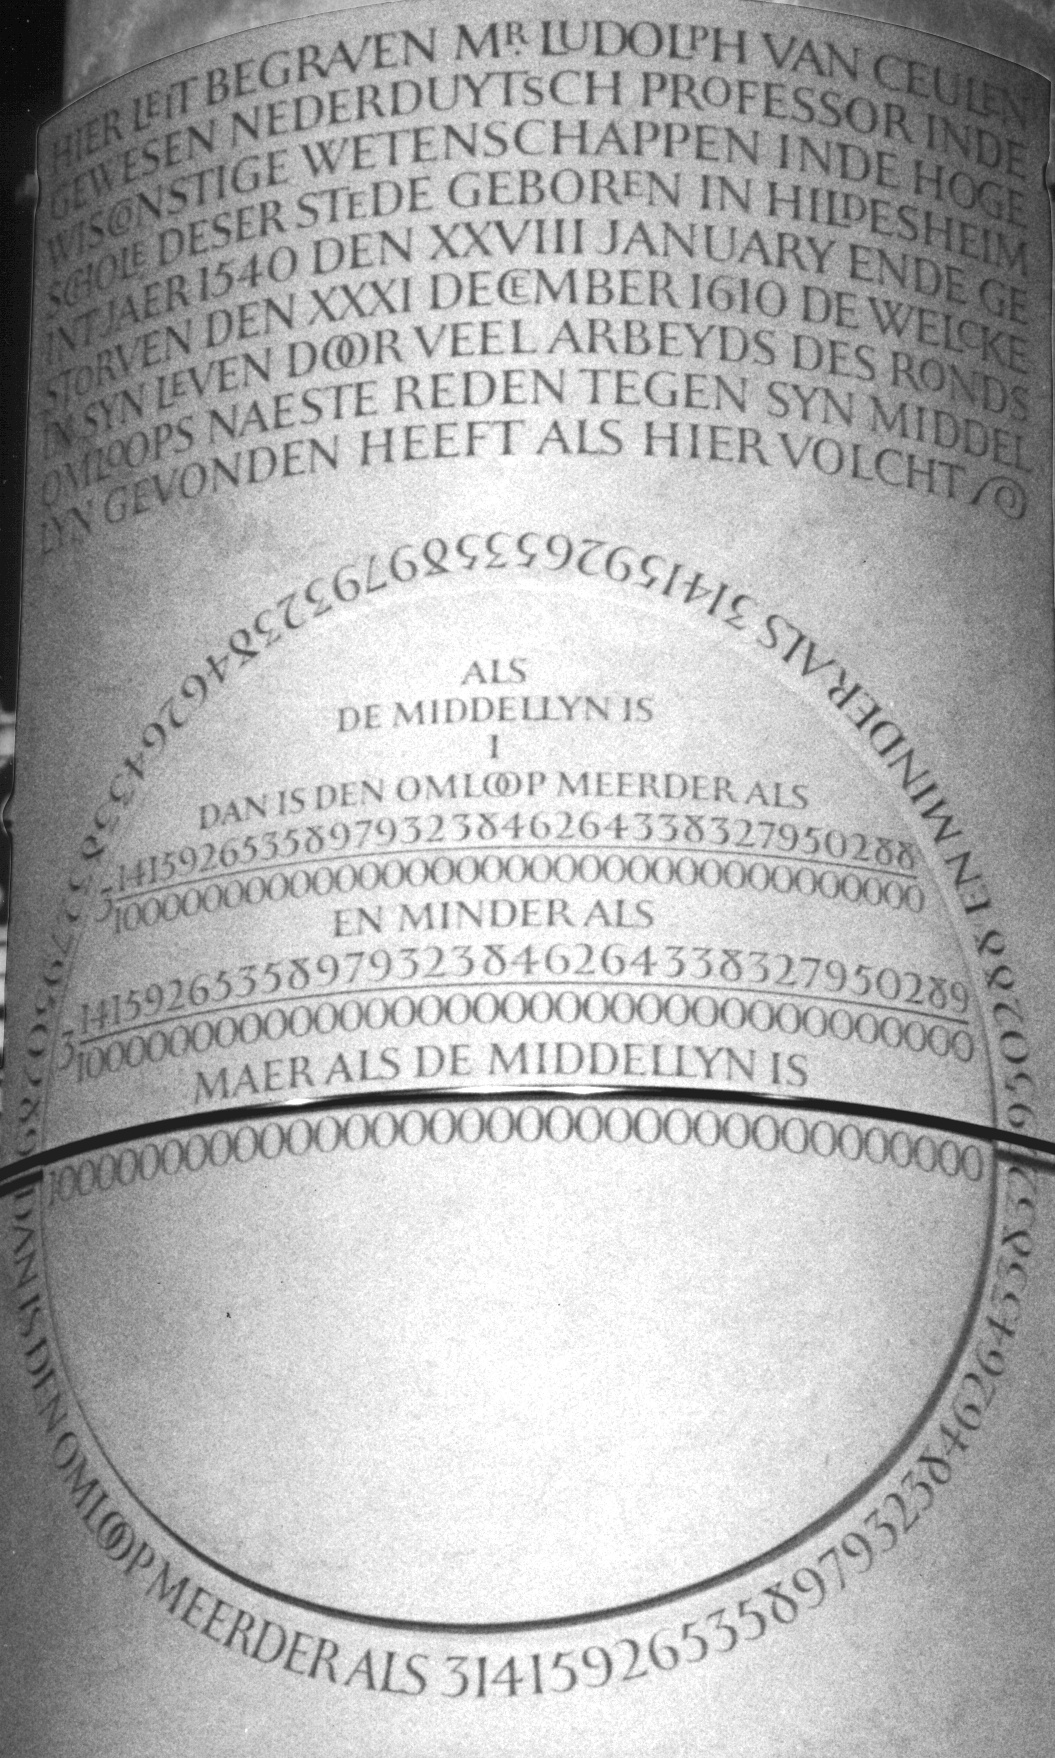 HIER LEIT BEGRAVEN MR. LUDOLPH VAN CEULEN
GEWESEN NEDERDUYTSCH PROFESSOR INDE
WISCONSTIGE WETENSCHAPPEN INDE HOGE
SCHOLE DESER STEDE GEBOREN IN HILDESHEIM
INT JAER 1540 DEN XXVIII JANUARY ENDE GE
STORVEN DEN XXXI DECEMBER 1610 DE WELCKE
IN SYN LEVEN DOOR VEEL ARBEYDS DES RONDS
OMLOOPS NAESTE REDEN TEGEN SYN MIDDEL
LYN GEVONDEN HEEFT ALS HIER VOLCHT
ALS
DE MIDDELLYN IS
I
DAN IS DEN OMLOOP MEERDER ALS
3 14159265358979323846264338327950288
100000000000000000000000000000000000
EN MINDER ALS
3 14159265358979323846264338327950289
100000000000000000000000000000000000
MAER ALS DE MIDDELLYN IS
100000000000000000000000000000000000
DAN IS DEN OMLOOP MEERDER ALS 314159265358979323846264338327950288 EN MINDER ALS 314159265358979323846264338327950289